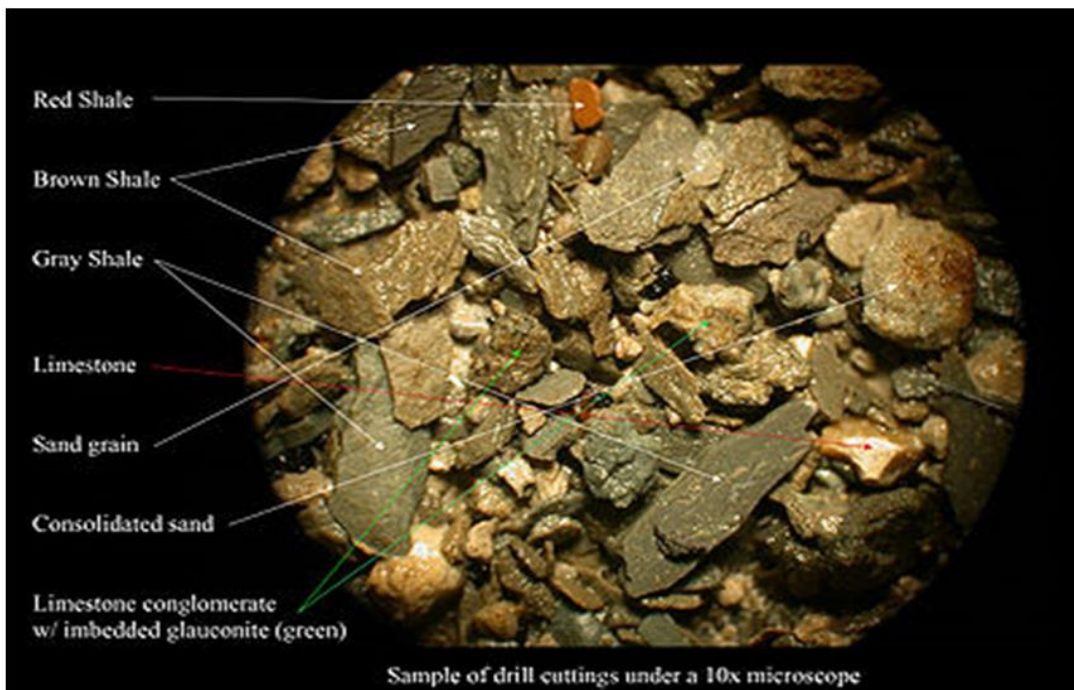 Red Shale
Brown Shale
Gray Shale
Limestone
Sand grain
Consolidated sand
Limestone conglomerate
w/ imbedded glauconite (green)
Sample of drill cuttings under a 10x microscope